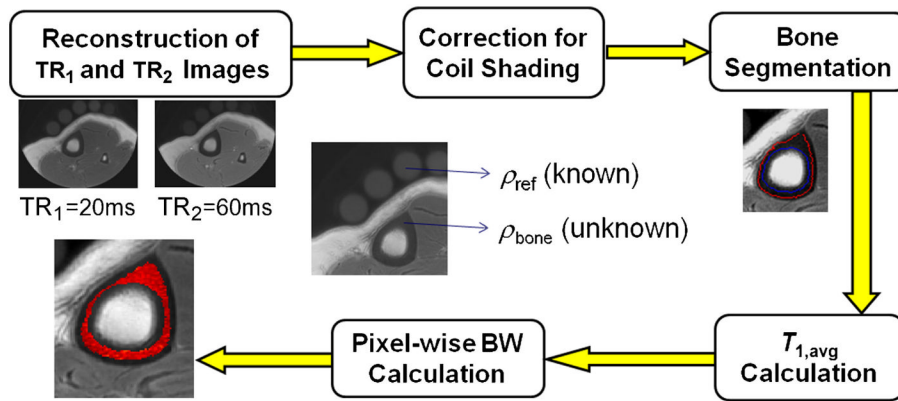 Reconstruction of
TR₁ and TR₂ Images
Correction for
Coil Shading
Bone
Segmentation
TR₁=20ms
TR₂=60ms
ρref (known)
ρbone (unknown)
Pixel-wise BW
Calculation
T1,avg
Calculation